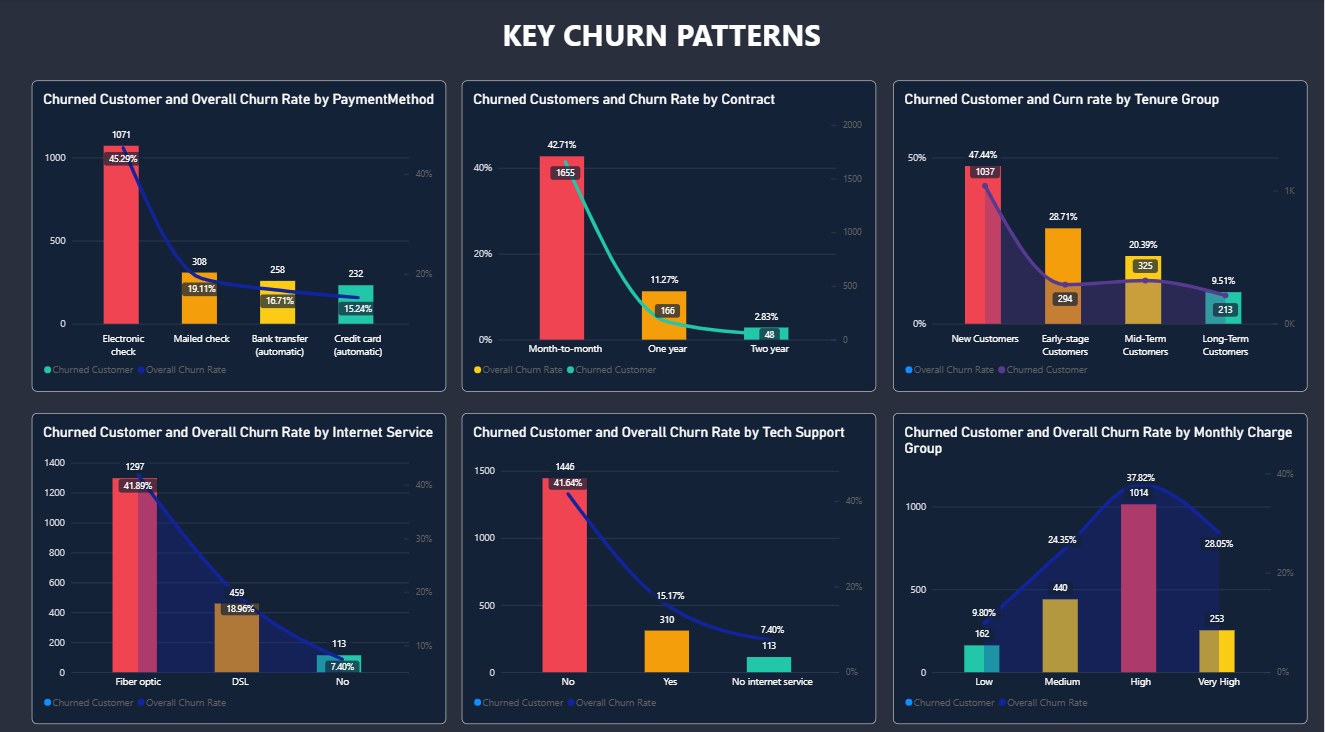 KEY CHURN PATTERNS
Churned Customer and Overall Churn Rate by PaymentMethod
1071
1000
45.29%
40%
500
308
258
232
20%
19.11%
16.71%
15.24%
0
Electronic
check
Mailed check
Bank transfer
(automatic)
Credit card
(automatic)
Churned Customer Overall Churn Rate
Churned Customers and Churn Rate by Contract
2000
42.71%
40%
1655
1500
1000
20%
11.27%
500
166
2.83%
48
0%
0
Month-to-month One year Two year
Overall Churn Rate Churned Customer
Churned Customer and Curn rate by Tenure Group
50%
47.44%
1037
1K
28.71%
20.39%
325
294
9.51%
213
0%
0K
New Customers
Early-stage
Customers
Mid-Term
Customers
Long-Term
Customers
Overall Churn Rate Churned Customer
Churned Customer and Overall Churn Rate by Internet Service
1400
1297
1200
41.89%
40%
1000
30%
800
600
459
20%
400
18.96%
10%
200
113
7.40%
0
Fiber optic DSL No
Churned Customer Overall Churn Rate
Churned Customer and Overall Churn Rate by Tech Support
1500
1446
41.64%
40%
1000
20%
500
15.17%
310
7.40%
113
0
0%
No Yes No internet service
Churned Customer Overall Churn Rate
Churned Customer and Overall Churn Rate by Monthly Charge
Group
40%
37.82%
1014
1000
24.35%
28.05%
20%
500
440
9.80%
162
253
0
0%
Low Medium High Very High
Churned Customer Overall Churn Rate